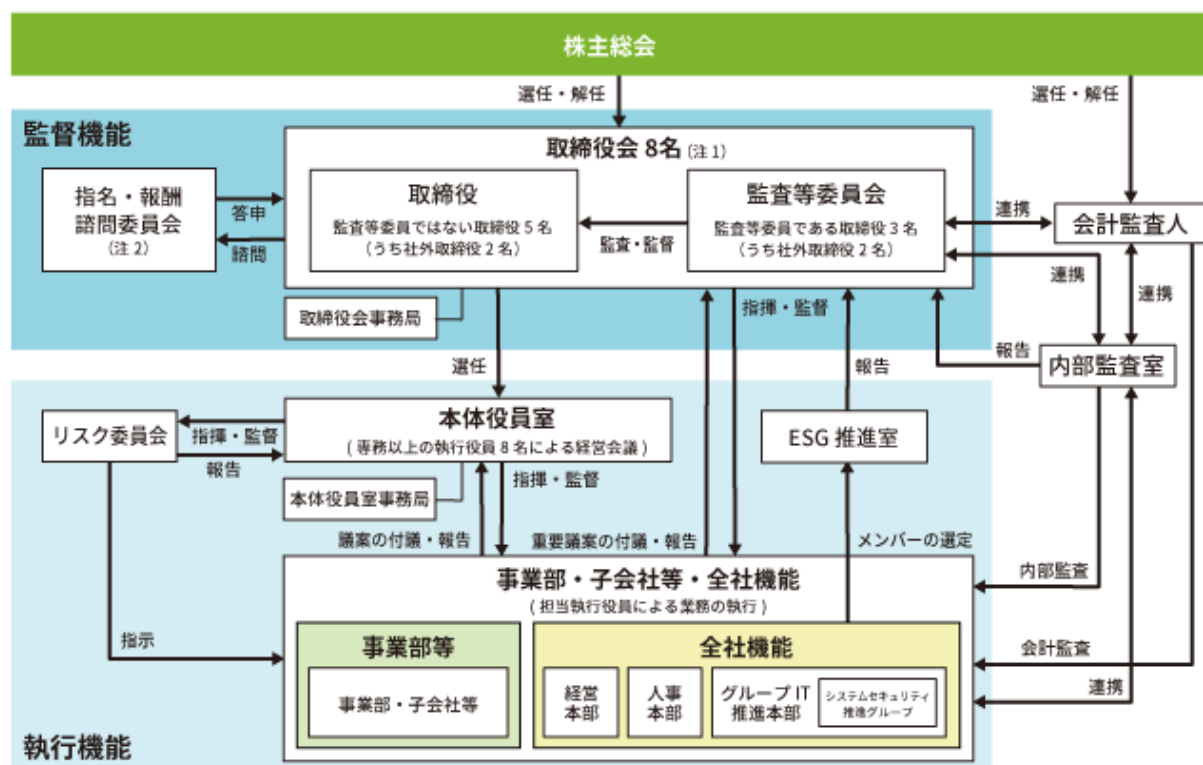 株主総会
選任・解任
選任・解任
監督機能
取締役会 8名 (注 1)
指名・報酬
諮問委員会
(注 2)
答申
諮問
取締役
監査等委員ではない取締役 5 名
(うち社外取締役 2 名)
監査・監督
監査等委員会
監査等委員である取締役 3 名
(うち社外取締役 2 名)
連携
会計監査人
連携
連携
取締役会事務局
指揮・監督
報告
内部監査室
選任
報告
リスク委員会
指揮・監督
報告
本体役員室
( 専務以上の執行役員 8 名による経営会議 )
ESG 推進室
本体役員室事務局
指揮・監督
議案の付議・報告
重要議案の付議・報告
メンバーの選定
内部監査
事業部・子会社等・全社機能
( 担当執行役員による業務の執行 )
指示
事業部等
事業部・子会社等
全社機能
経営
本部
人事
本部
グループ IT
推進本部
システムセキュリティ
推進グループ
会計監査
連携
執行機能